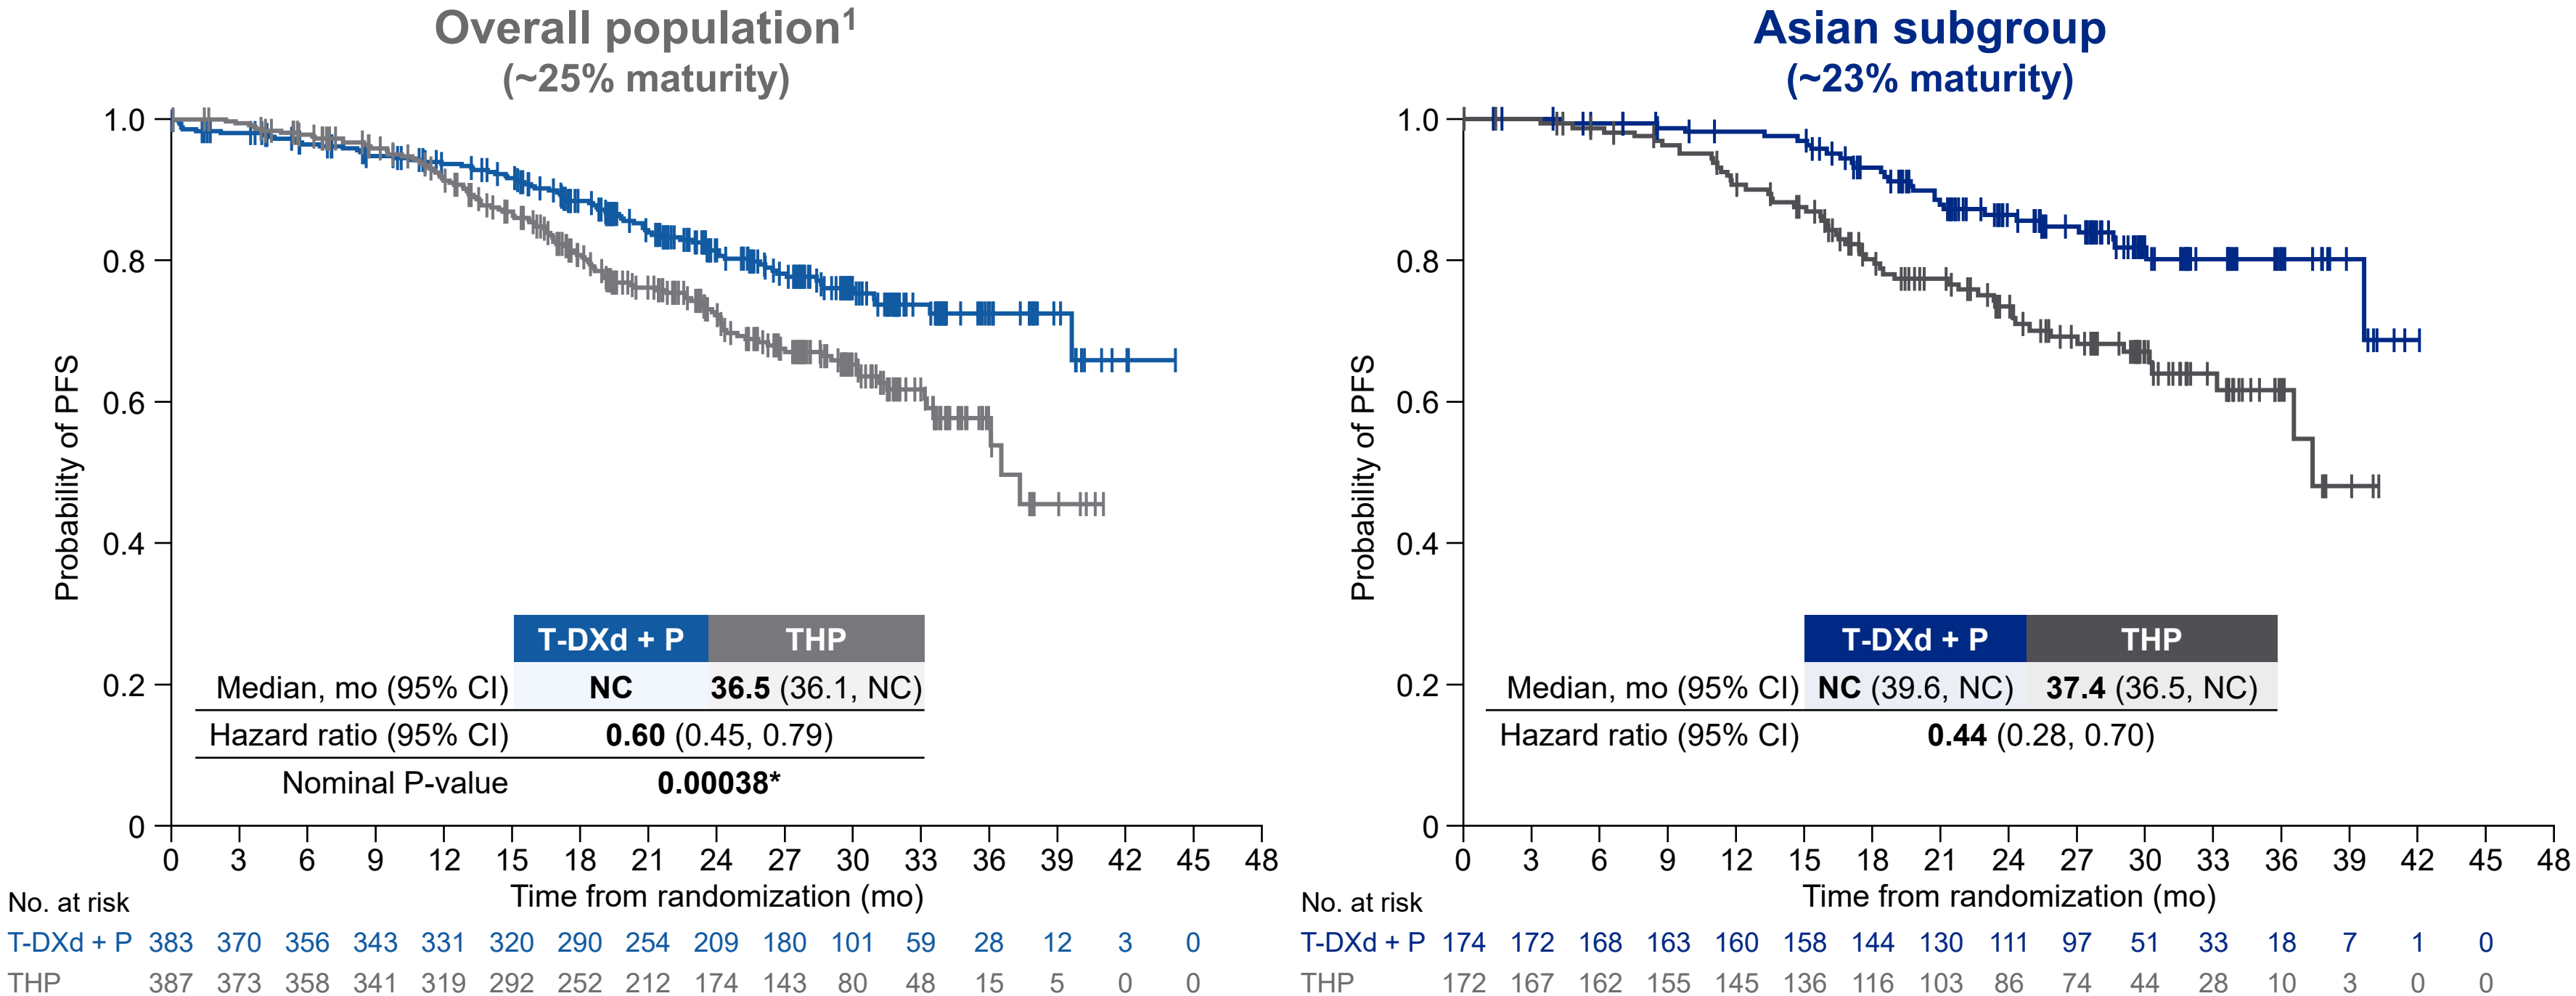 Overall population¹
(~25% maturity)
1.0
0.8
0.6
0.4
0.2
0
Probability of PFS
T-DXd + P THP
Median, mo (95% CI) NC 36.5 (36.1, NC)
Hazard ratio (95% CI) 0.60 (0.45, 0.79)
Nominal P-value 0.00038*
0 3 6 9 12 15 18 21 24 27 30 33 36 39 42 45 48
Time from randomization (mo)
No. at risk
T-DXd + P 383 370 356 343 331 320 290 254 209 180 101 59 28 12 3 0
THP 387 373 358 341 319 292 252 212 174 143 80 48 15 5 0 0
Asian subgroup
(~23% maturity)
1.0
0.8
0.6
0.4
0.2
0
Probability of PFS
T-DXd + P THP
Median, mo (95% CI) NC (39.6, NC) 37.4 (36.5, NC)
Hazard ratio (95% CI) 0.44 (0.28, 0.70)
0 3 6 9 12 15 18 21 24 27 30 33 36 39 42 45 48
Time from randomization (mo)
No. at risk
T-DXd + P 174 172 168 163 160 158 144 130 111 97 51 33 18 7 1 0
THP 172 167 162 155 145 136 116 103 86 74 44 28 10 3 0 0